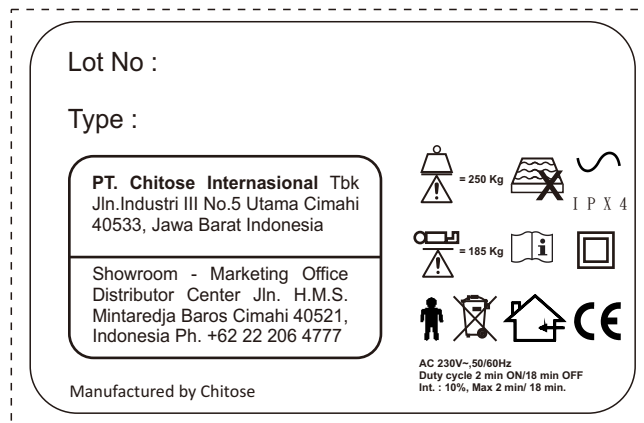 Lot No :
Type :
PT. Chitose Internasional Tbk
Jln.Industri III No.5 Utama Cimahi
40533, Jawa Barat Indonesia
Showroom - Marketing Office
Distributor Center Jln. H.M.S.
Mintaredja Baros Cimahi 40521,
Indonesia Ph. +62 22 206 4777
Manufactured by Chitose
= 250 Kg
IPX4
= 185 Kg
i
CE
AC 230V~,50/60Hz
Duty cycle 2 min ON/18 min OFF
Int. : 10%, Max 2 min/ 18 min.